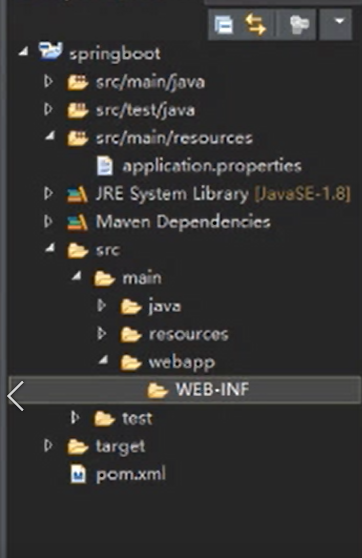 springboot
src/main/java
src/test/java
src/main/resources
application.properties
JRE System Library [JavaSE-1.8]
Maven Dependencies
src
main
java
resources
webapp
WEB-INF
test
target
pom.xml